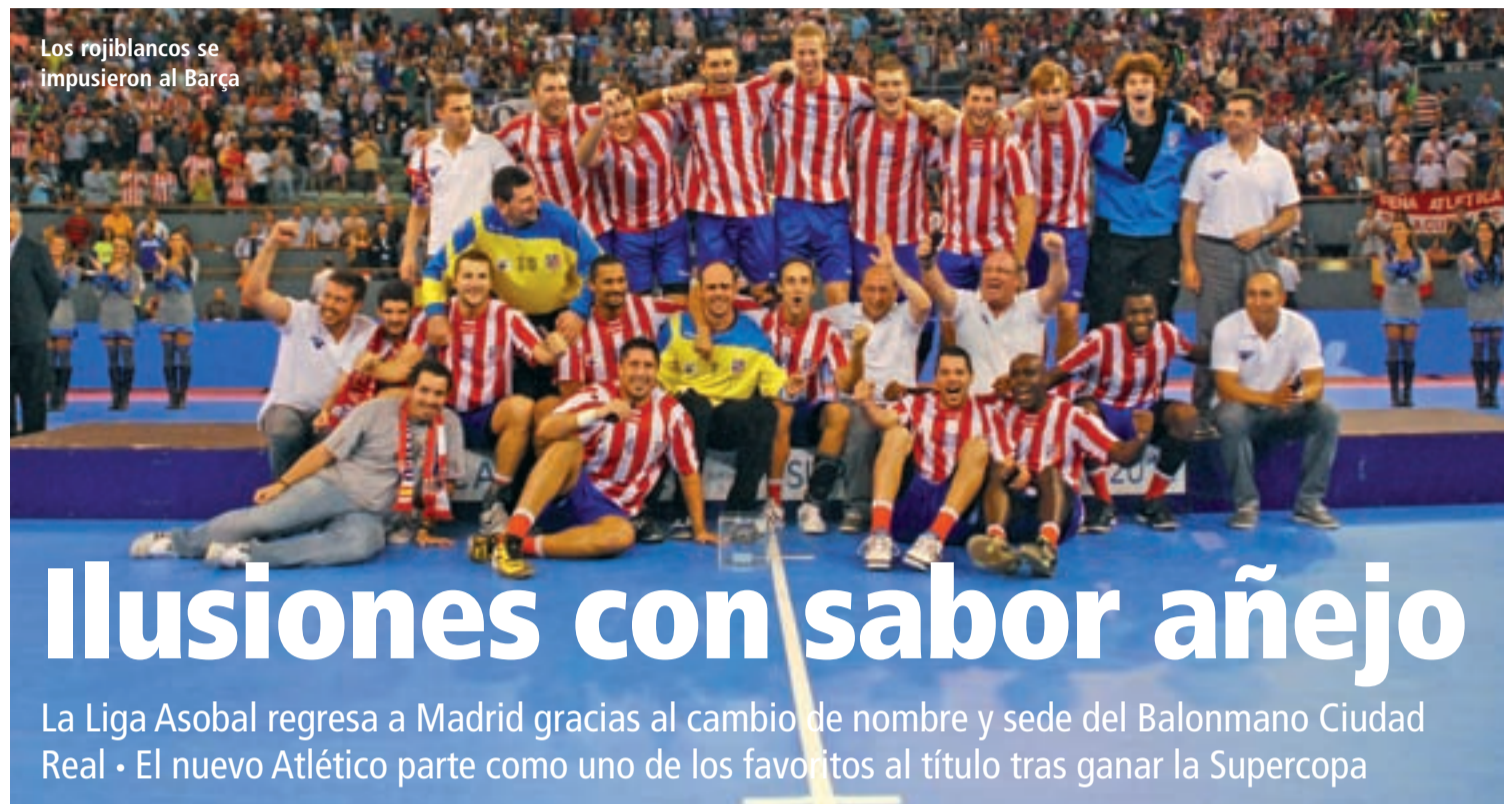 Los rojiblancos se
impusieron al Barça
PEÑA ATLETICA
Ilusiones con sabor añejo
La Liga Asobal regresa a Madrid gracias al cambio de nombre y sede del Balonmano Ciudad
Real • El nuevo Atlético parte como uno de los favoritos al título tras ganar la Supercopa